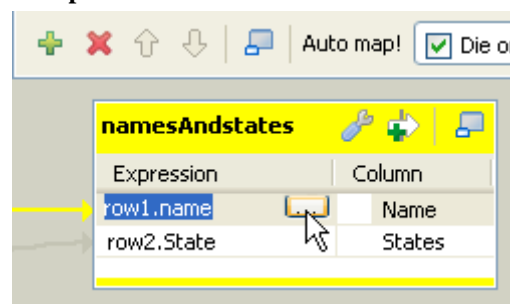 Auto map! Die o
namesAndstates
Expression Column
row1.name ... Name
row2.State States